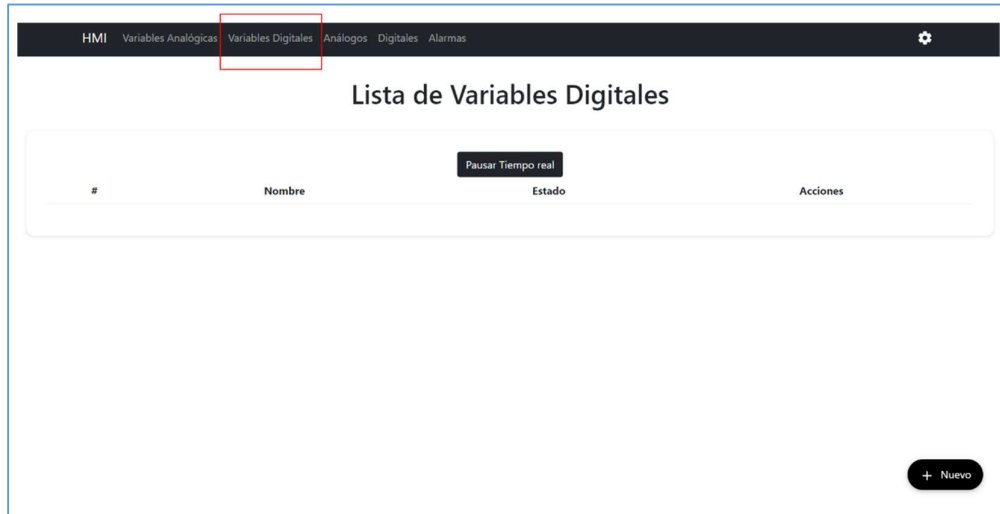 HMI Variables Analógicas Variables Digitales Análogos Digitales Alarmas
Lista de Variables Digitales
Pausar Tiempo real
# Nombre Estado Acciones
+ Nuevo